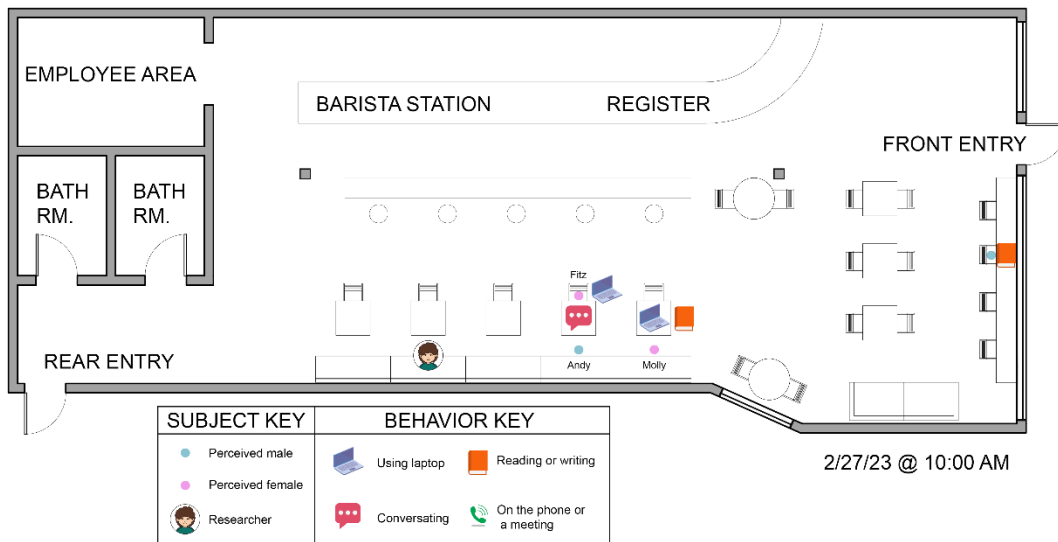 EMPLOYEE AREA
BARISTA STATION
REGISTER
FRONT ENTRY
BATH
RM.
BATH
RM.
Fitz
Andy
Molly
REAR ENTRY
SUBJECT KEY
Perceived male
Perceived female
Researcher
BEHAVIOR KEY
Using laptop
Reading or writing
Conversating
On the phone or
a meeting
2/27/23 @ 10:00 AM